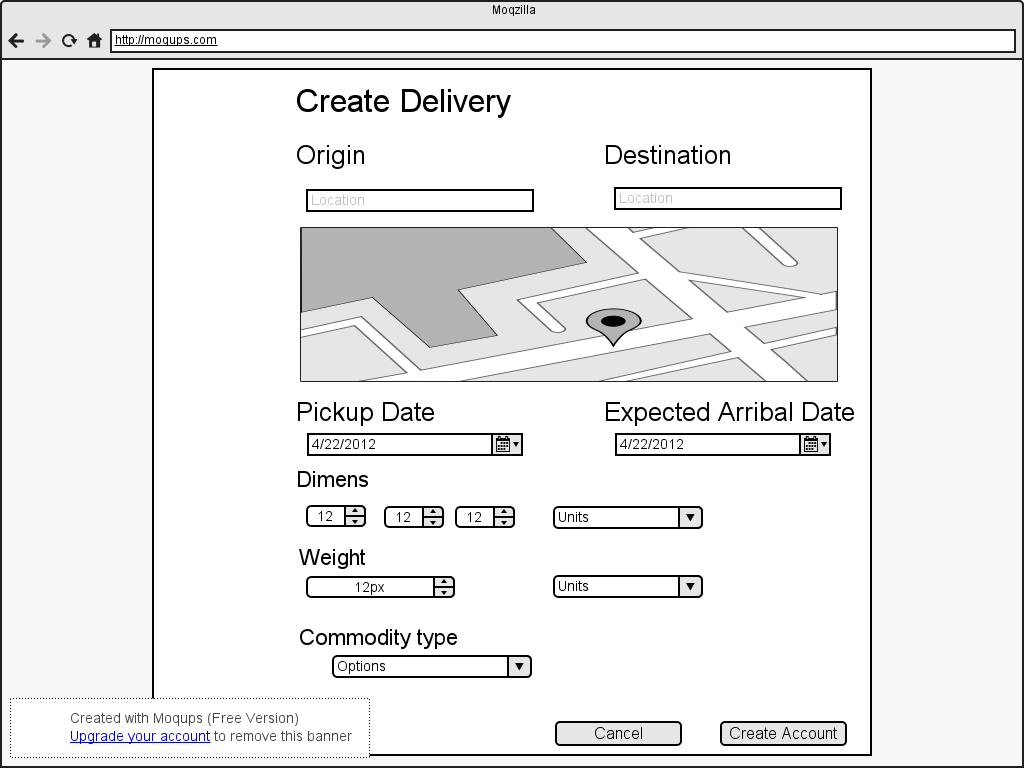 Moqzilla
http://moqups.com
Create Delivery
Origin
Destination
Location
Location
Pickup Date
Expected Arribal Date
4/22/2012
4/22/2012
Dimens
12
12
12
Units
Weight
12px
Units
Commodity type
Options
Created with Moqups (Free Version)
Upgrade your account to remove this banner
Cancel
Create Account